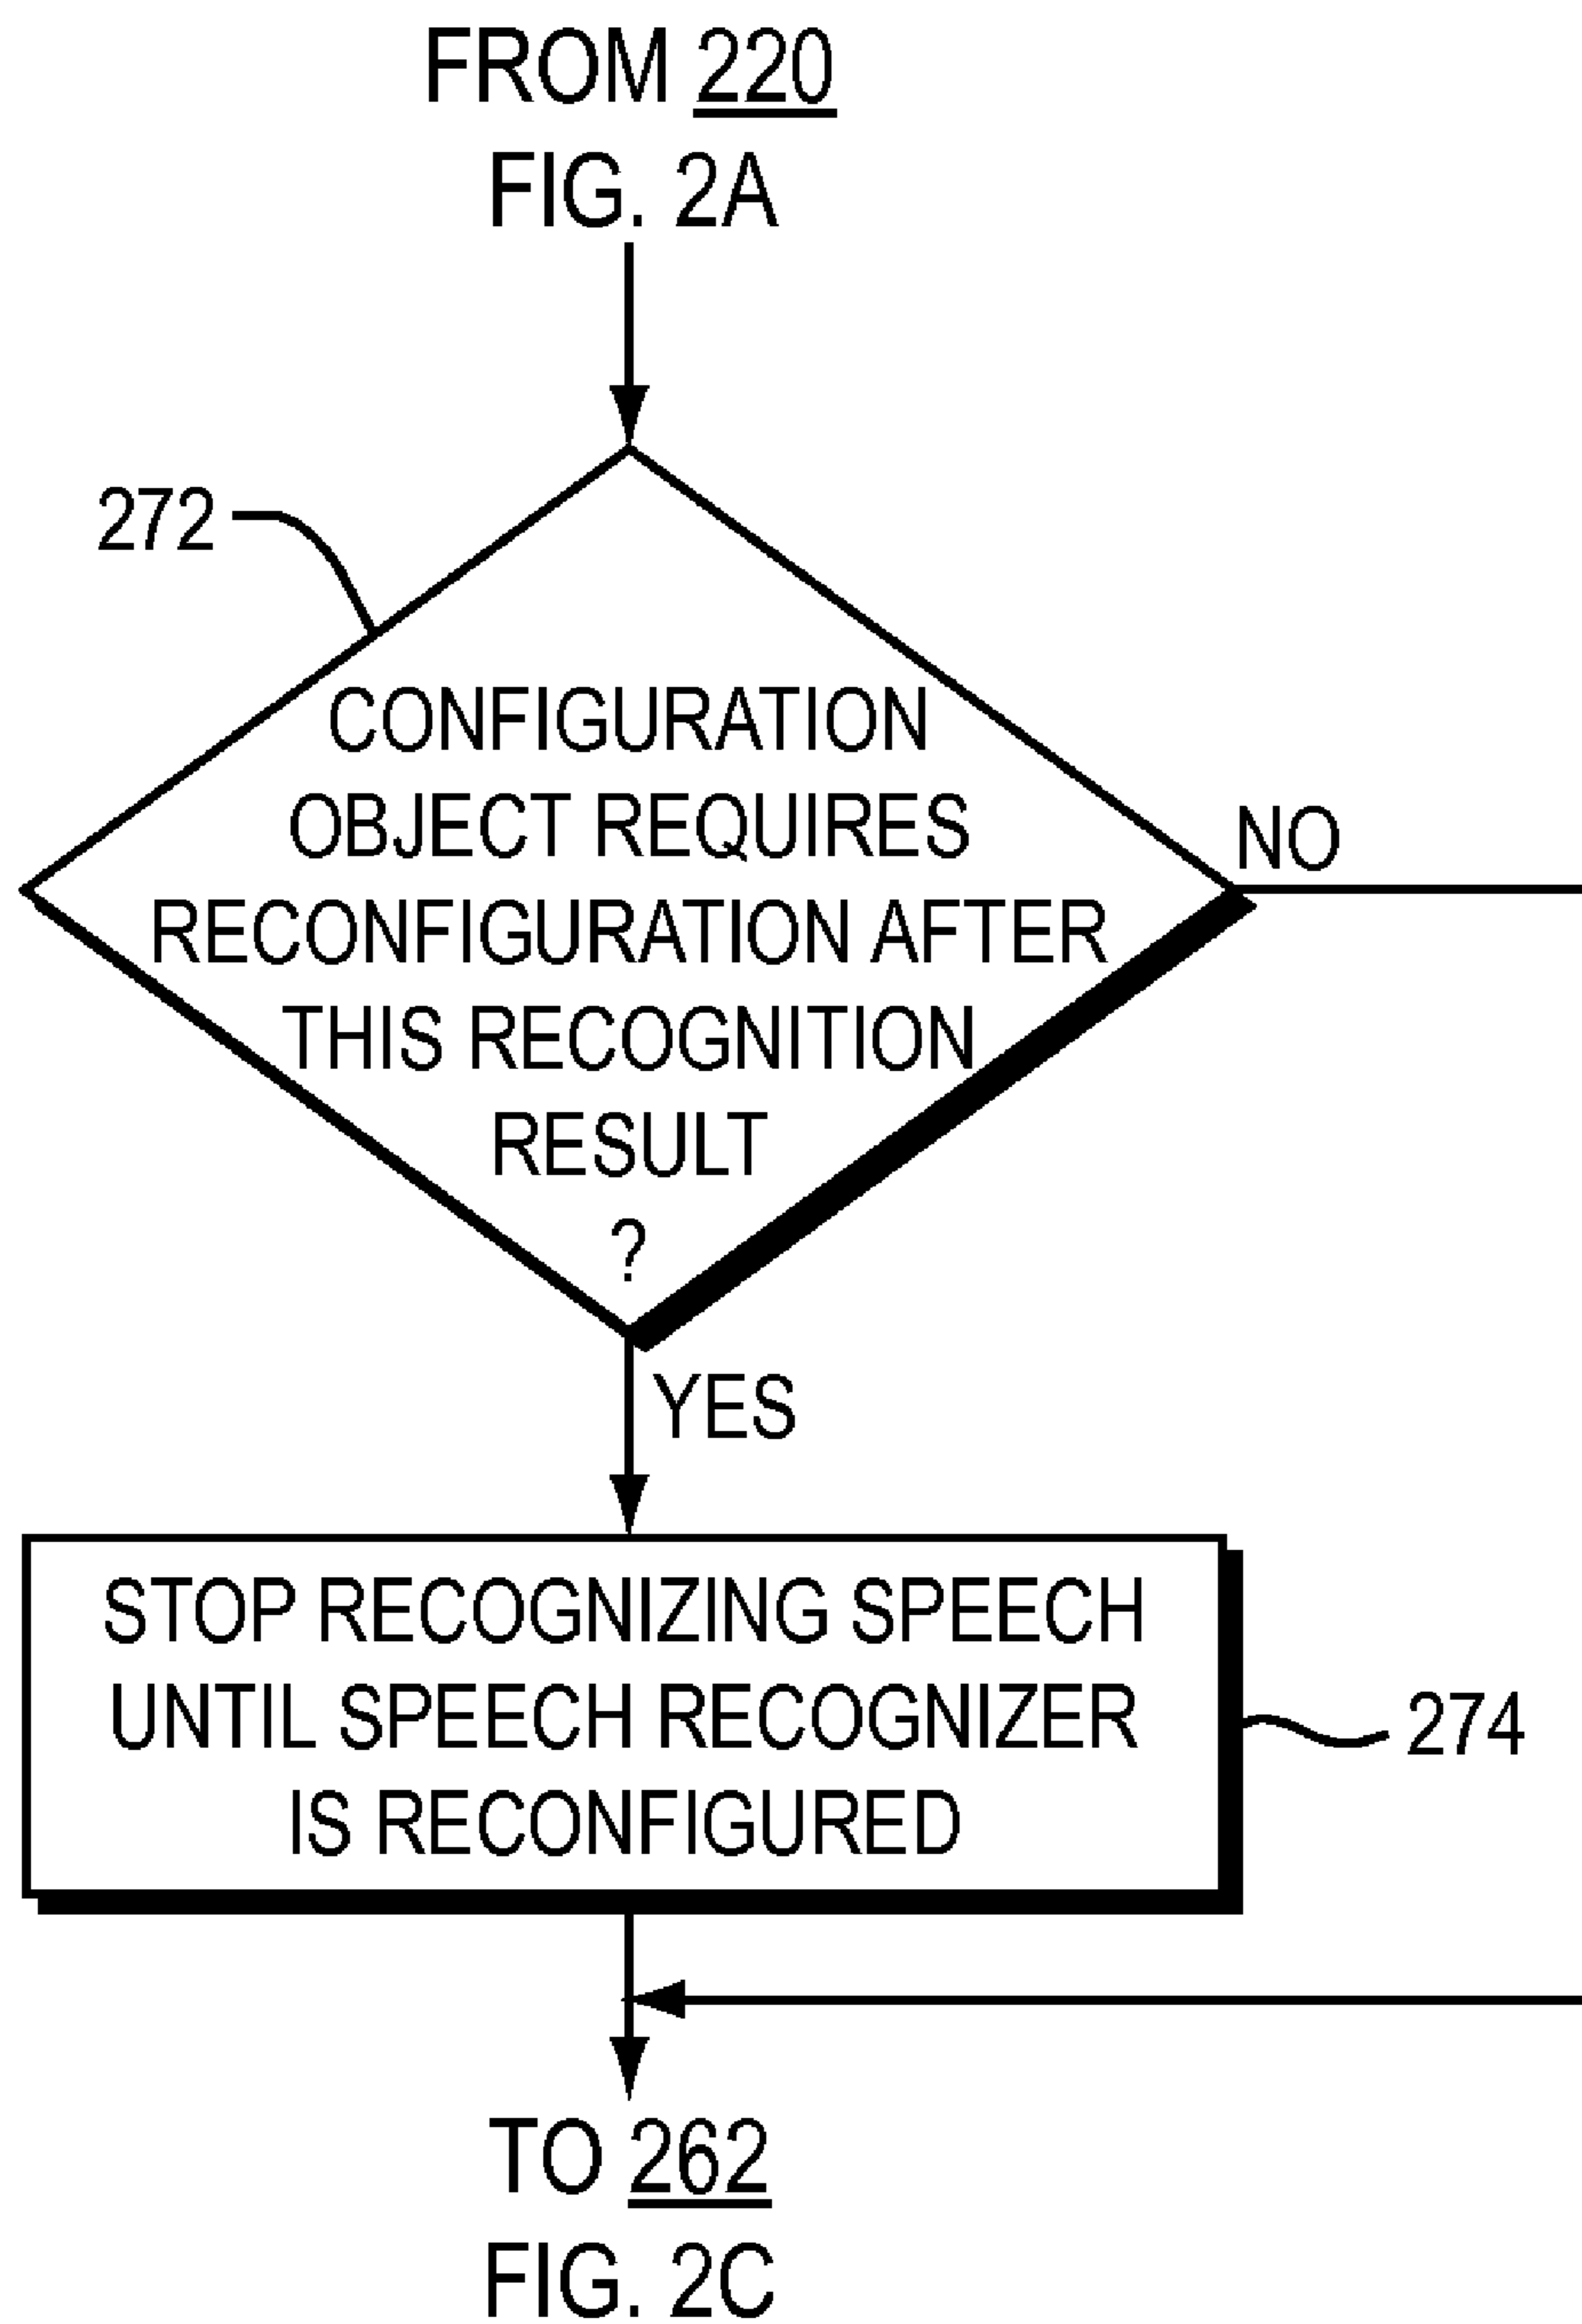 FROM 220
FIG. 2A
272
CONFIGURATION
OBJECT REQUIRES
RECONFIGURATION AFTER
THIS RECOGNITION
RESULT
?
NO
YES
STOP RECOGNIZING SPEECH
UNTIL SPEECH RECOGNIZER
IS RECONFIGURED
274
TO 262
FIG. 2C